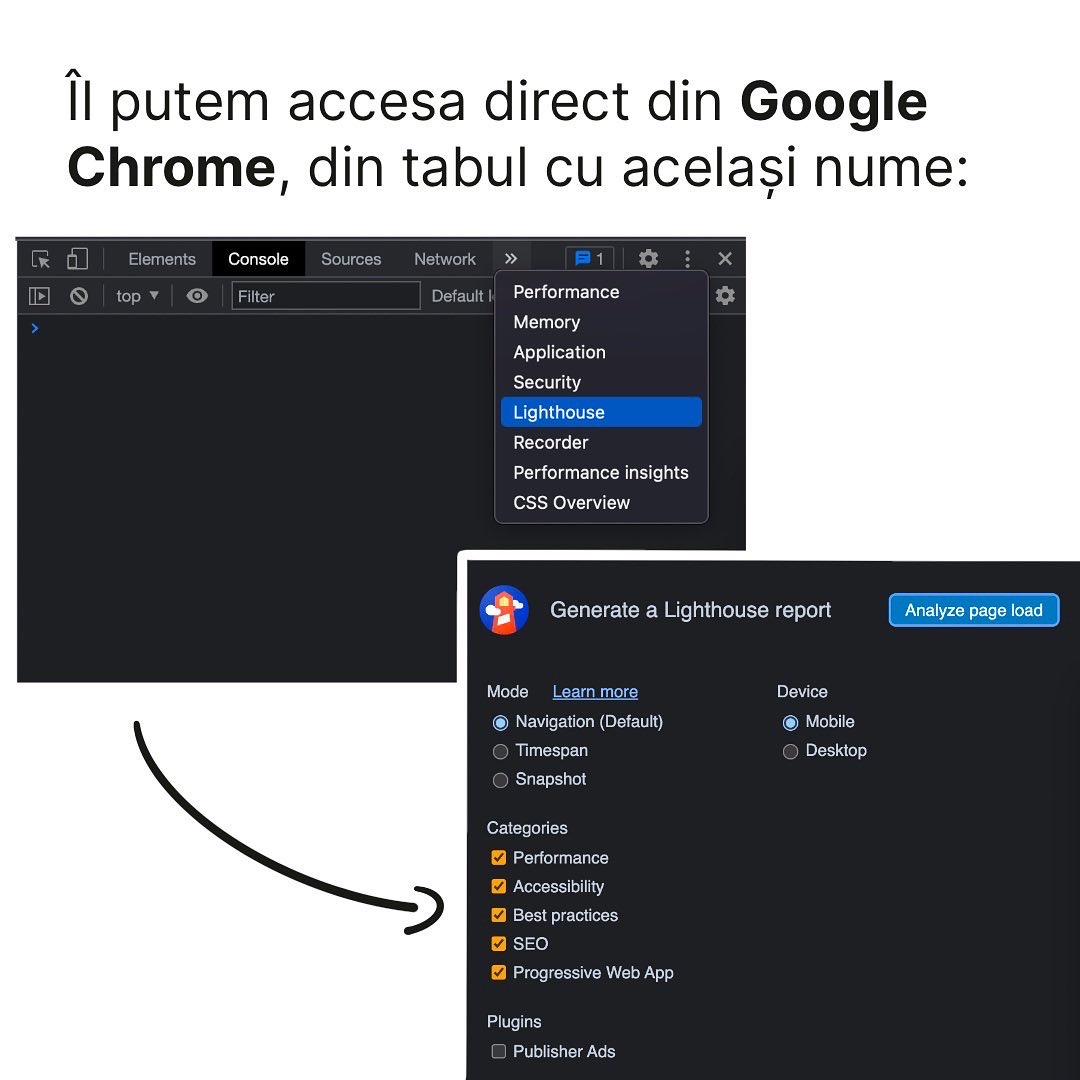 Îl putem accesa direct din Google
Chrome, din tabul cu același nume:
Elements Console Sources Network » 1
top Filter Default l
Performance
Memory
Application
Security
Lighthouse
Recorder
Performance insights
CSS Overview
Generate a Lighthouse report Analyze page load
Mode Learn more Device
Navigation (Default) Mobile
Timespan Desktop
Snapshot
Categories
Performance
Accessibility
Best practices
SEO
Progressive Web App
Plugins
Publisher Ads